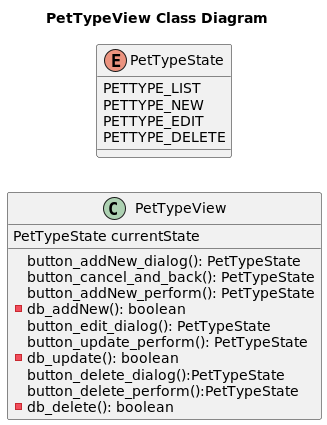 PetTypeView Class Diagram
E PetTypeState
PETTYPE_LIST
PETTYPE_NEW
PETTYPE_EDIT
PETTYPE_DELETE
C PetTypeView
PetTypeState currentState
button_addNew_dialog(): PetTypeState
button_cancel_and_back(): PetTypeState
button_addNew_perform(): PetTypeState
db_addNew(): boolean
button_edit_dialog(): PetTypeState
button_update_perform(): PetTypeState
db_update(): boolean
button_delete_dialog():PetTypeState
button_delete_perform():PetTypeState
db_delete(): boolean